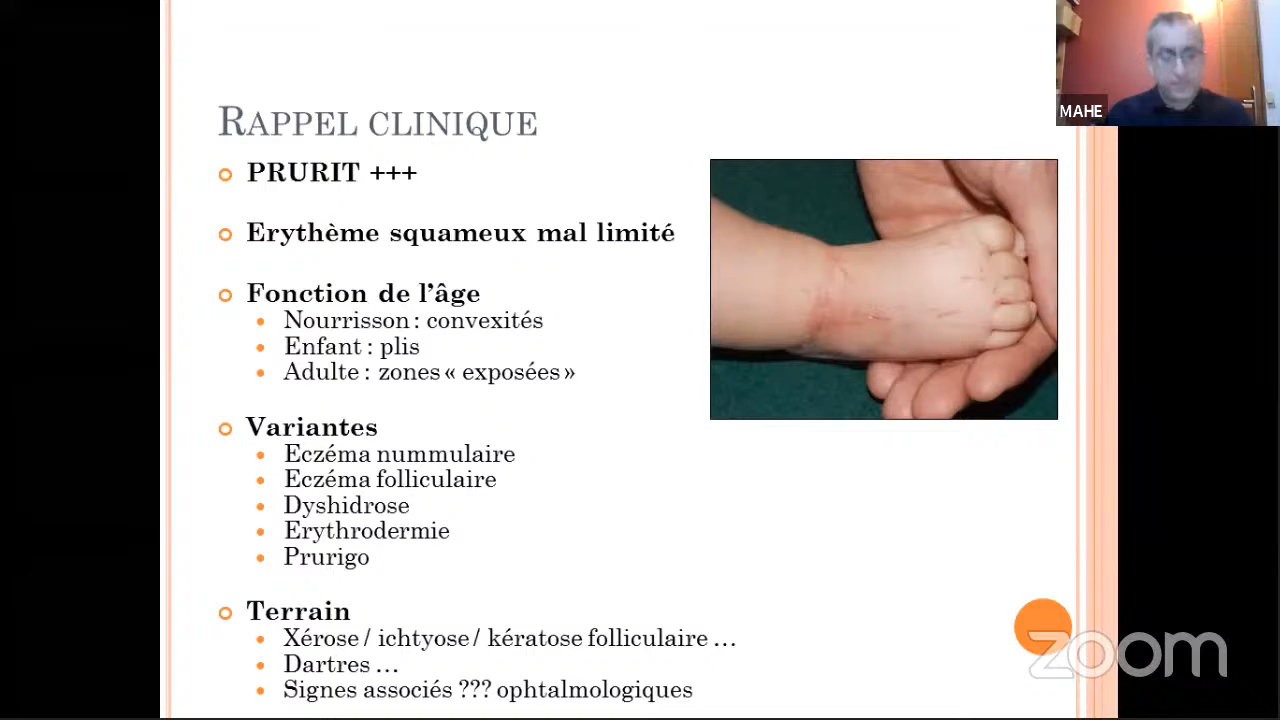 MAHE
RAPPEL CLINIQUE
PRURIT +++
Erythème squameux mal limité
Fonction de l'âge
Nourrisson : convexités
Enfant : plis
Adulte : zones « exposées »
Variantes
Eczéma nummulaire
Eczéma folliculaire
Dyshidrose
Erythrodermie
Prurigo
Terrain
Xérose / ichtyose / kératose folliculaire …
Dartres …
Signes associés ??? ophtalmologiques
zoom